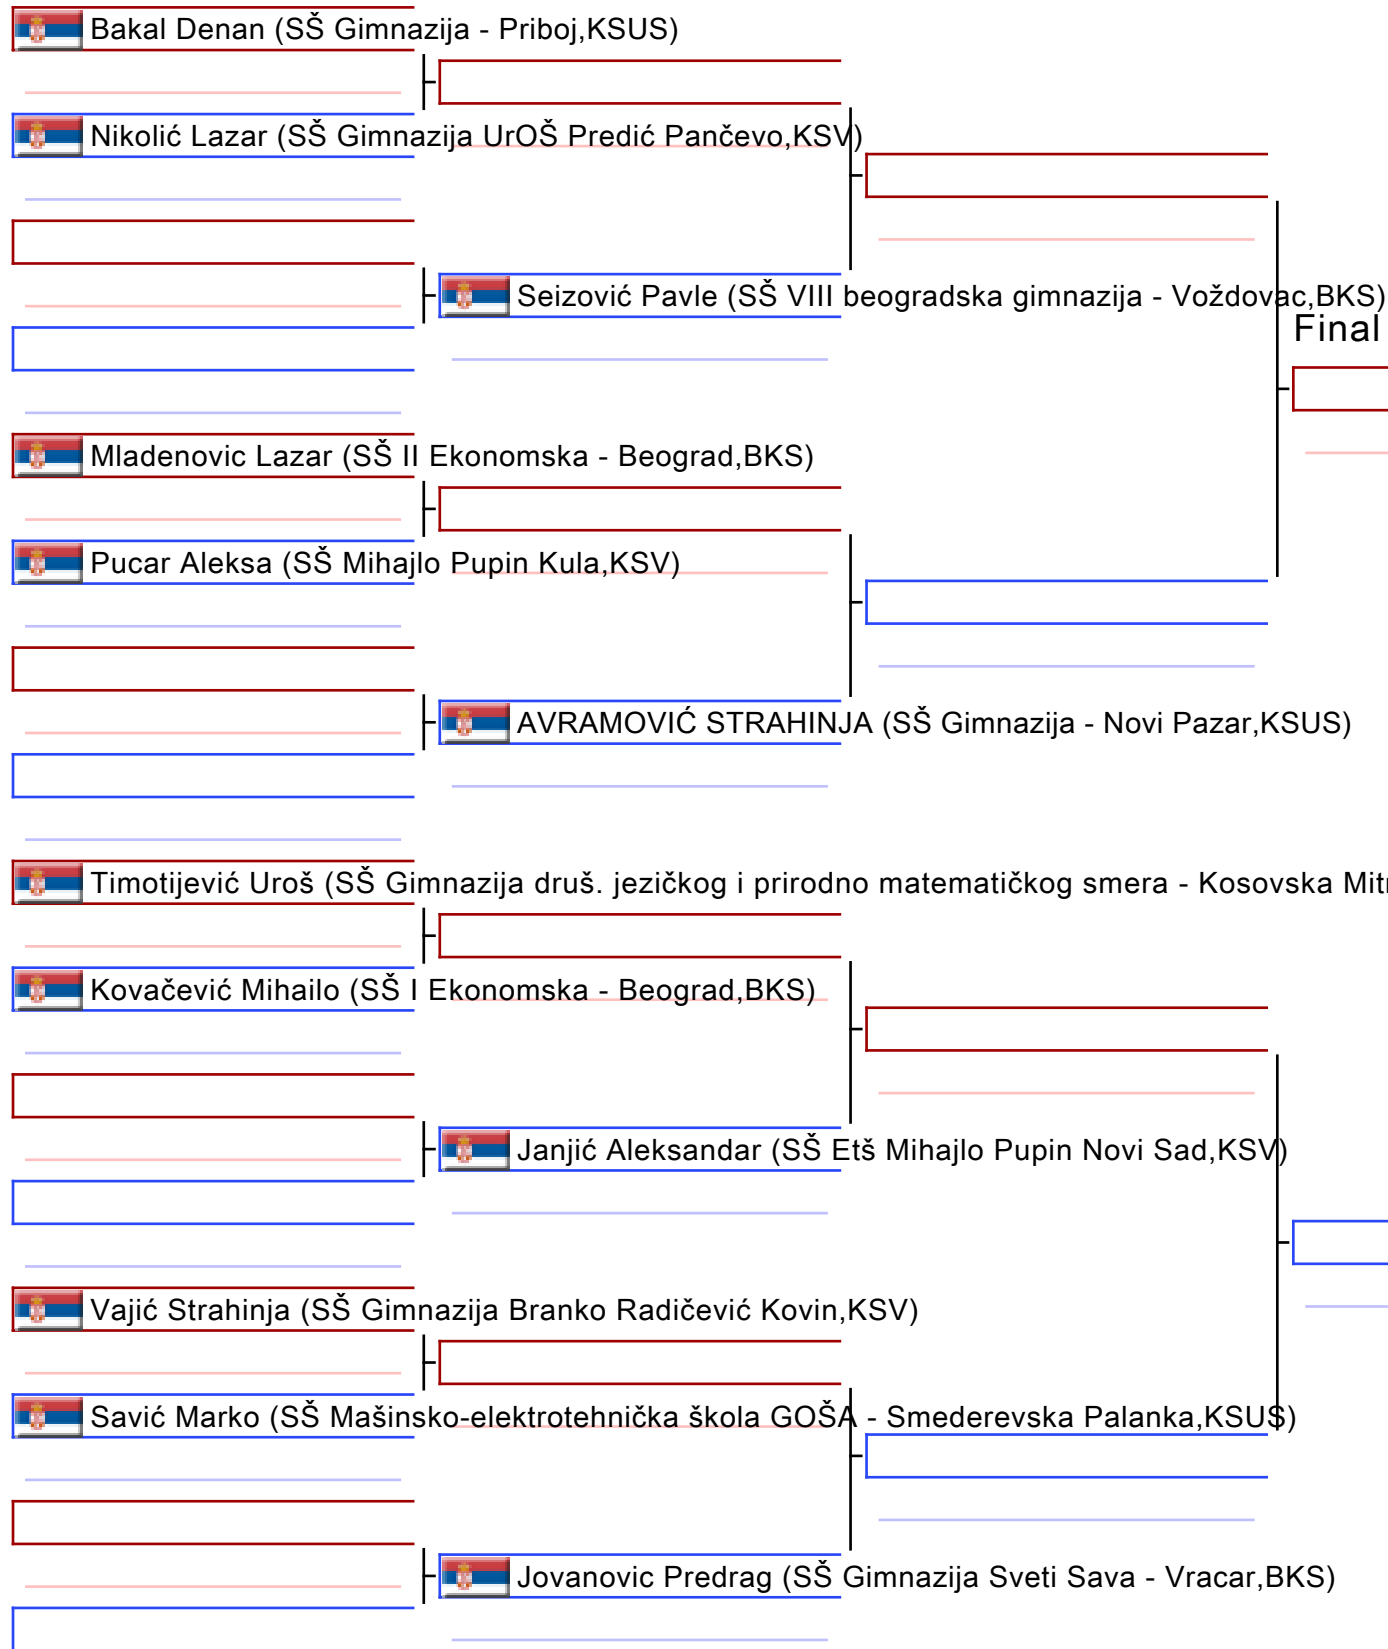 Bakal Denan (SŠ Gimnazija - Priboj,KSUS)
Nikolić Lazar (SŠ Gimnazija UrOŠ Predić Pančevo,KSV)
Seizović Pavle (SŠ VIII beogradska gimnazija - Voždovac,BKS)
Final
Mladenovic Lazar (SŠ II Ekonomska - Beograd,BKS)
Pucar Aleksa (SŠ Mihajlo Pupin Kula,KSV)
AVRAMOVIĆ STRAHINJA (SŠ Gimnazija - Novi Pazar,KSUS)
Timotijević Uroš (SŠ Gimnazija druš. jezičkog i prirodno matematičkog smera - Kosovska
Kovačević Mihailo (SŠ I Ekonomska - Beograd,BKS)
Janjić Aleksandar (SŠ Etš Mihajlo Pupin Novi Sad,KSV)
Vajić Strahinja (SŠ Gimnazija Branko Radičević Kovin,KSV)
Savić Marko (SŠ Mašinsko-elektrotehnička škola GOŠA - Smederevska Palanka,KSUS)
Jovanovic Predrag (SŠ Gimnazija Sveti Sava - Vracar,BKS)